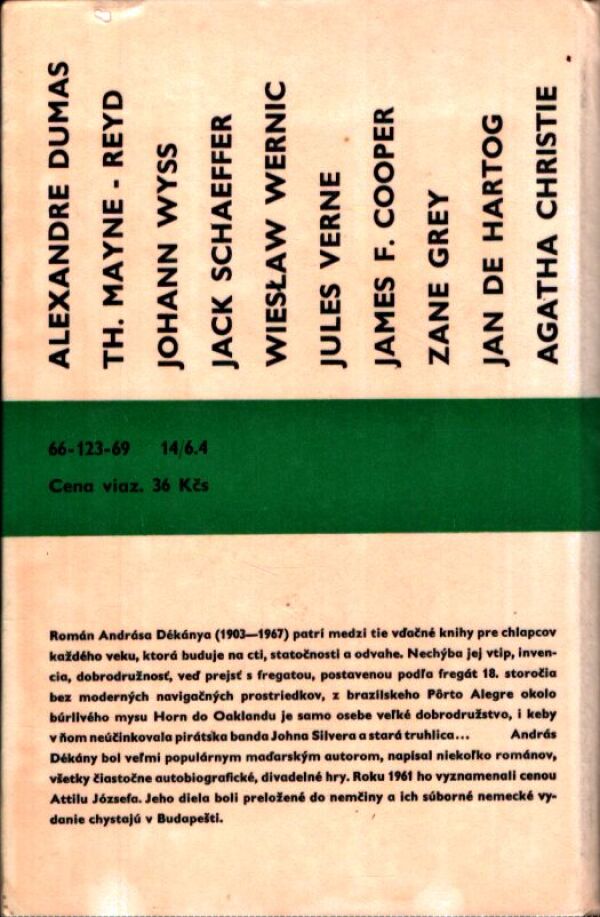 ALEXANDRE DUMAS
TH. MAYNE - REYD
JOHANN WYSS
JACK SCHAEFFER
WIESŁAW WERNIC
JULES VERNE
JAMES F. COOPER
ZANE GREY
JAN DE HARTOG
AGATHA CHRISTIE
66-123-69 14/6.4
Cena viaz. 36 Kčs
Román Andrása Dékánya (1903—1967) patrí medzi tie vďačné knihy pre chlapcov
každého veku, ktorá buduje na cti, statočnosti a odvahe. Nechýba jej vtip, inven-
cia, dobrodružnosť, veď prejsť s fregatou, postavenou podľa fregát 18. storočia
bez moderných navigačných prostriedkov, z brazilskeho Pôrto Alegre okolo
búrlivého mysu Horn do Oaklandu je samo osebe veľké dobrodružstvo, i keby
v ňom neúčinkovala pirátska banda Johna Silvera a stará truhlica... András
Dékány bol veľmi populárnym maďarským autorom, napísal niekoľko románov,
všetky čiastočne autobiografické, divadelné hry. Roku 1961 ho vyznamenali cenou
Attilu Józsefa. Jeho diela boli preložené do nemčiny a ich súborné nemecké vy-
danie chystajú v Budapešti.